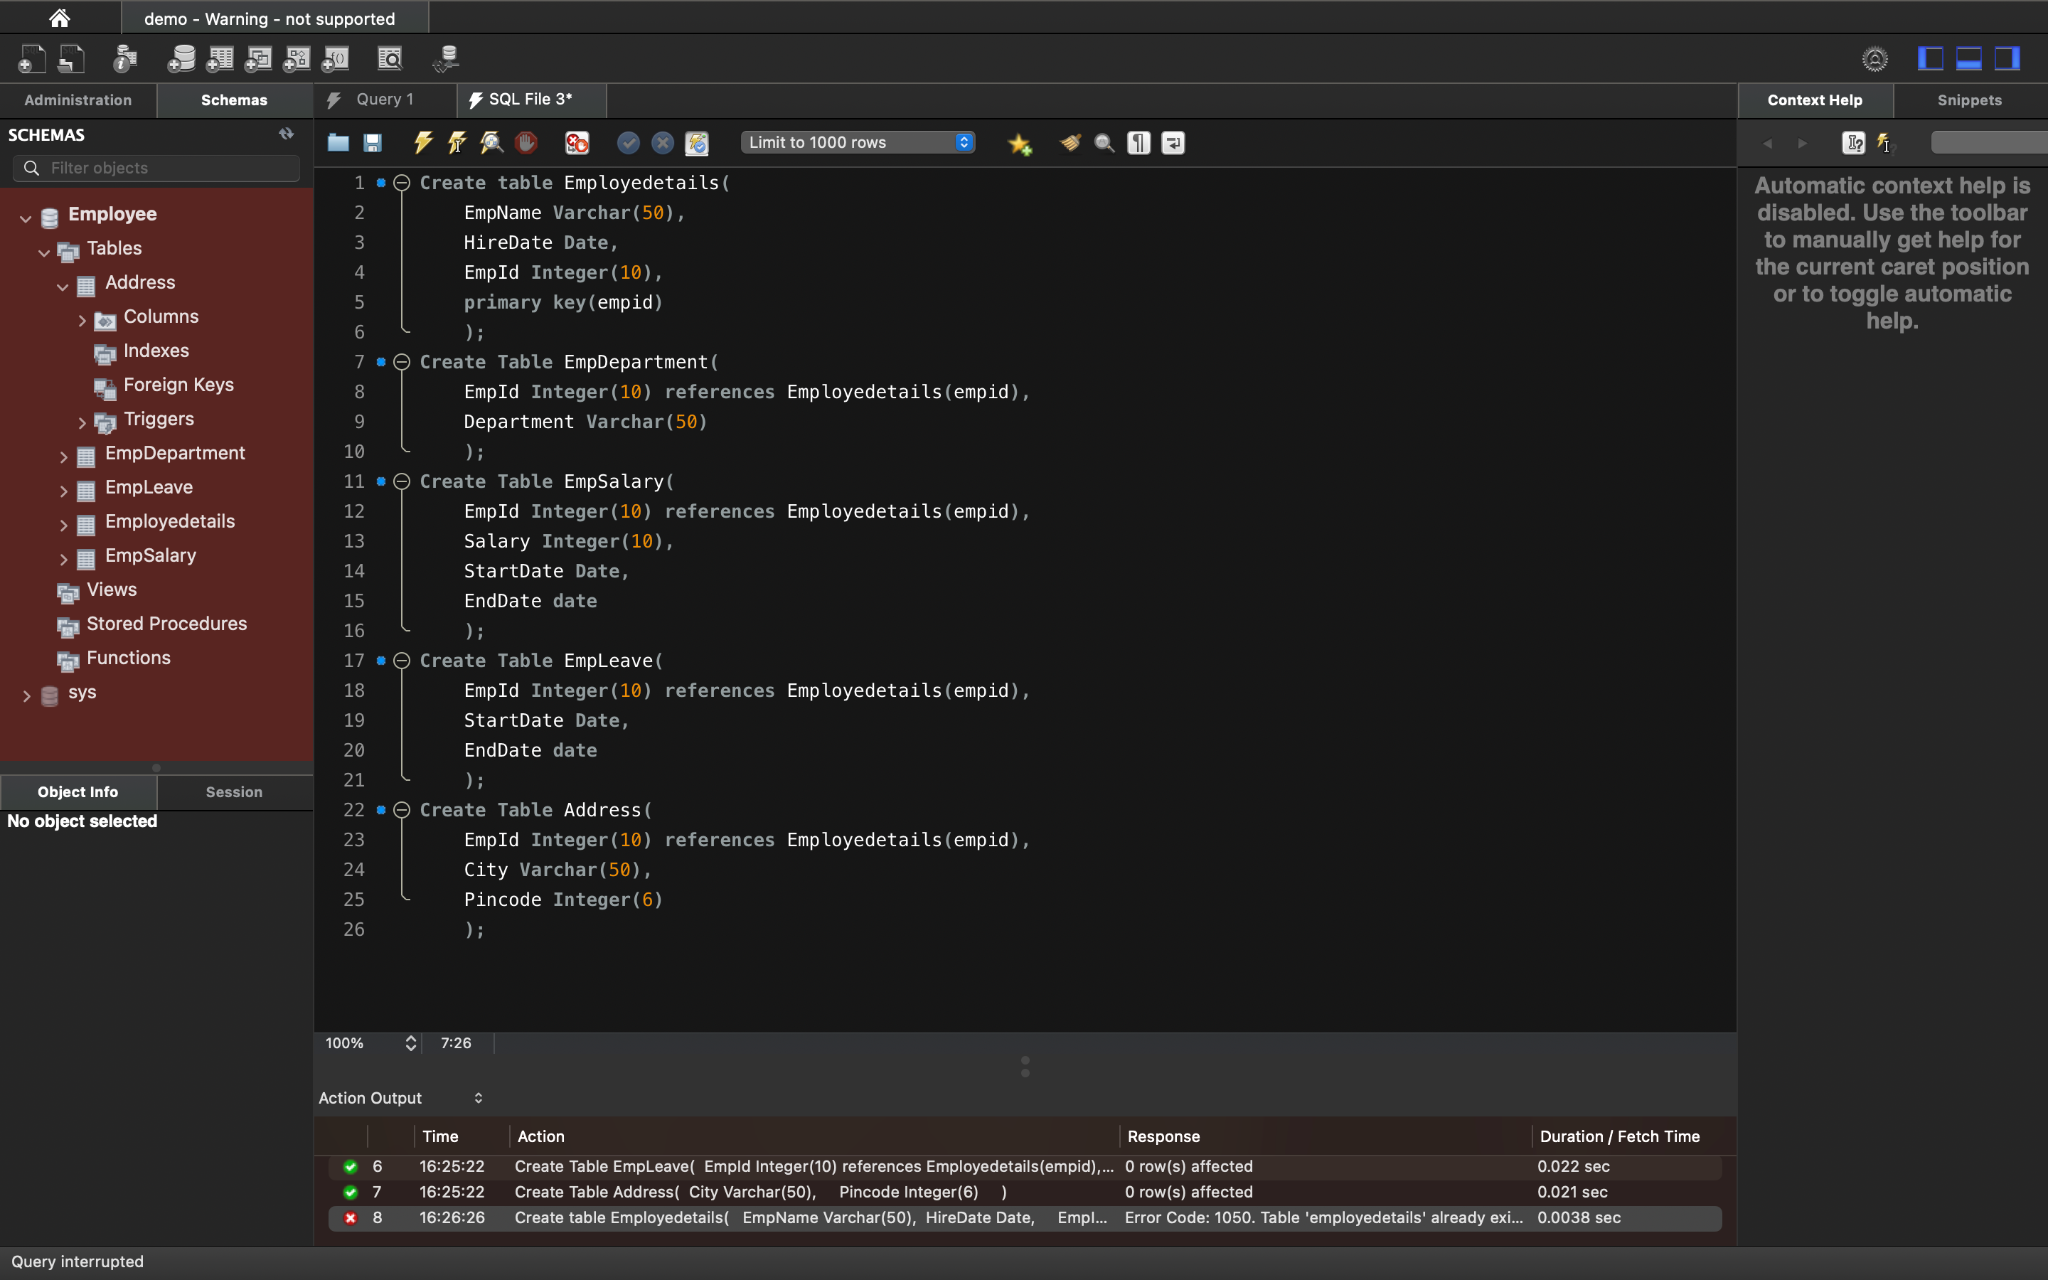 demo - Warning - not supported
Administration
Schemas
Query 1
SQL File 3*
Context Help
Snippets
SCHEMAS
Filter objects
Limit to 1000 rows
Employee
Tables
Address
Columns
Indexes
Foreign Keys
Triggers
EmpDepartment
EmpLeave
Employedetails
EmpSalary
Views
Stored Procedures
Functions
sys
Object Info
Session
No object selected
1 Create table Employedetails(
2 EmpName Varchar(50),
3 HireDate Date,
4 EmpId Integer(10),
5 primary key(empid)
6 );
7 Create Table EmpDepartment(
8 EmpId Integer(10) references Employedetails(empid),
9 Department Varchar(50)
10 );
11 Create Table EmpSalary(
12 EmpId Integer(10) references Employedetails(empid),
13 Salary Integer(10),
14 StartDate Date,
15 EndDate date
16 );
17 Create Table EmpLeave(
18 EmpId Integer(10) references Employedetails(empid),
19 StartDate Date,
20 EndDate date
21 );
22 Create Table Address(
23 EmpId Integer(10) references Employedetails(empid),
24 City Varchar(50),
25 Pincode Integer(6)
26 );
Automatic context help is
disabled. Use the toolbar
to manually get help for
the current caret position
or to toggle automatic
help.
100% 7:26
Action Output
Time Action Response Duration / Fetch Time
6 16:25:22 Create Table EmpLeave( EmpId Integer(10) references Employedetails(empid),... 0 row(s) affected 0.022 sec
7 16:25:22 Create Table Address( City Varchar(50), Pincode Integer(6) ) 0 row(s) affected 0.021 sec
8 16:26:26 Create table Employedetails( EmpName Varchar(50), HireDate Date, EmpI... Error Code: 1050. Table 'employedetails' already exi... 0.0038 sec
Query interrupted